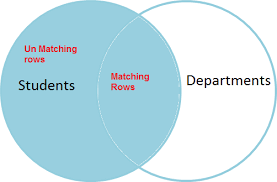 Un Matching
rows
Students
Matching
Rows
Departments